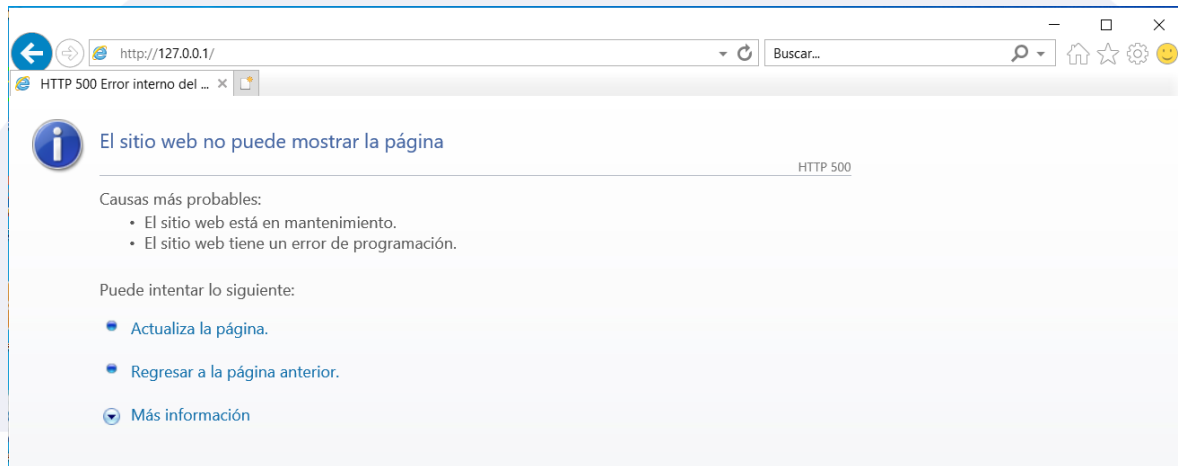 http://127.0.0.1/
Buscar...
HTTP 500 Error interno del ...
El sitio web no puede mostrar la página
HTTP 500
Causas más probables:
• El sitio web está en mantenimiento.
• El sitio web tiene un error de programación.
Puede intentar lo siguiente:
Actualiza la página.
Regresar a la página anterior.
Más información